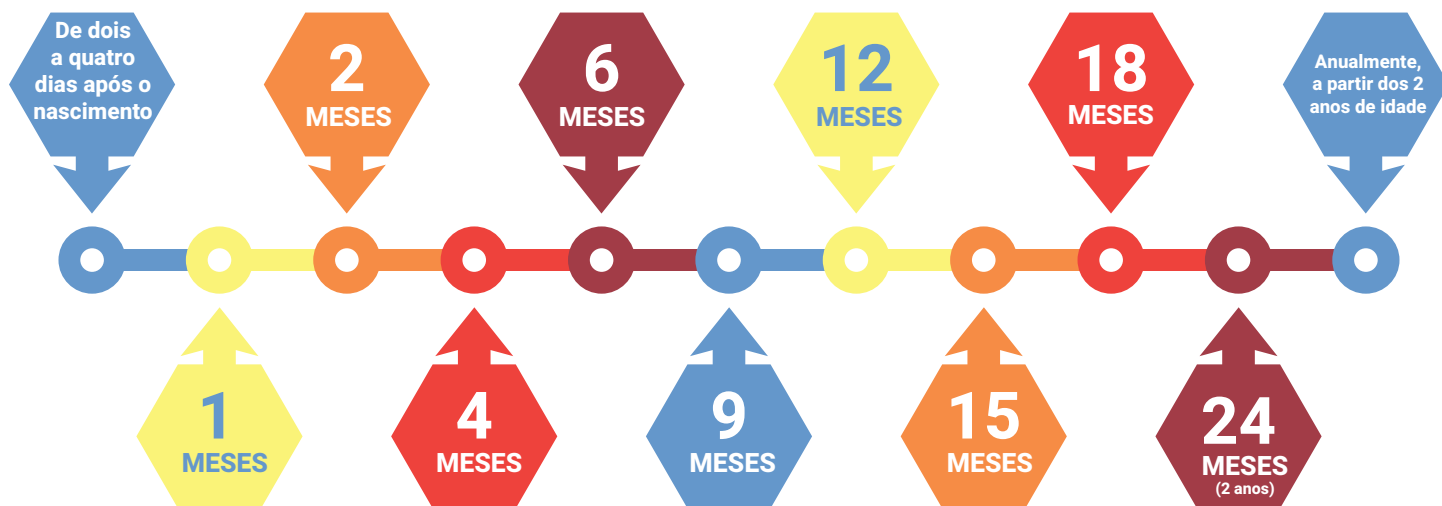 De dois
a quatro
dias após o
nascimento
2
MESES
6
MESES
12
MESES
18
MESES
Anualmente,
a partir dos 2
anos de idade
1
MESES
4
MESES
9
MESES
15
MESES
24
MESES
(2 anos)